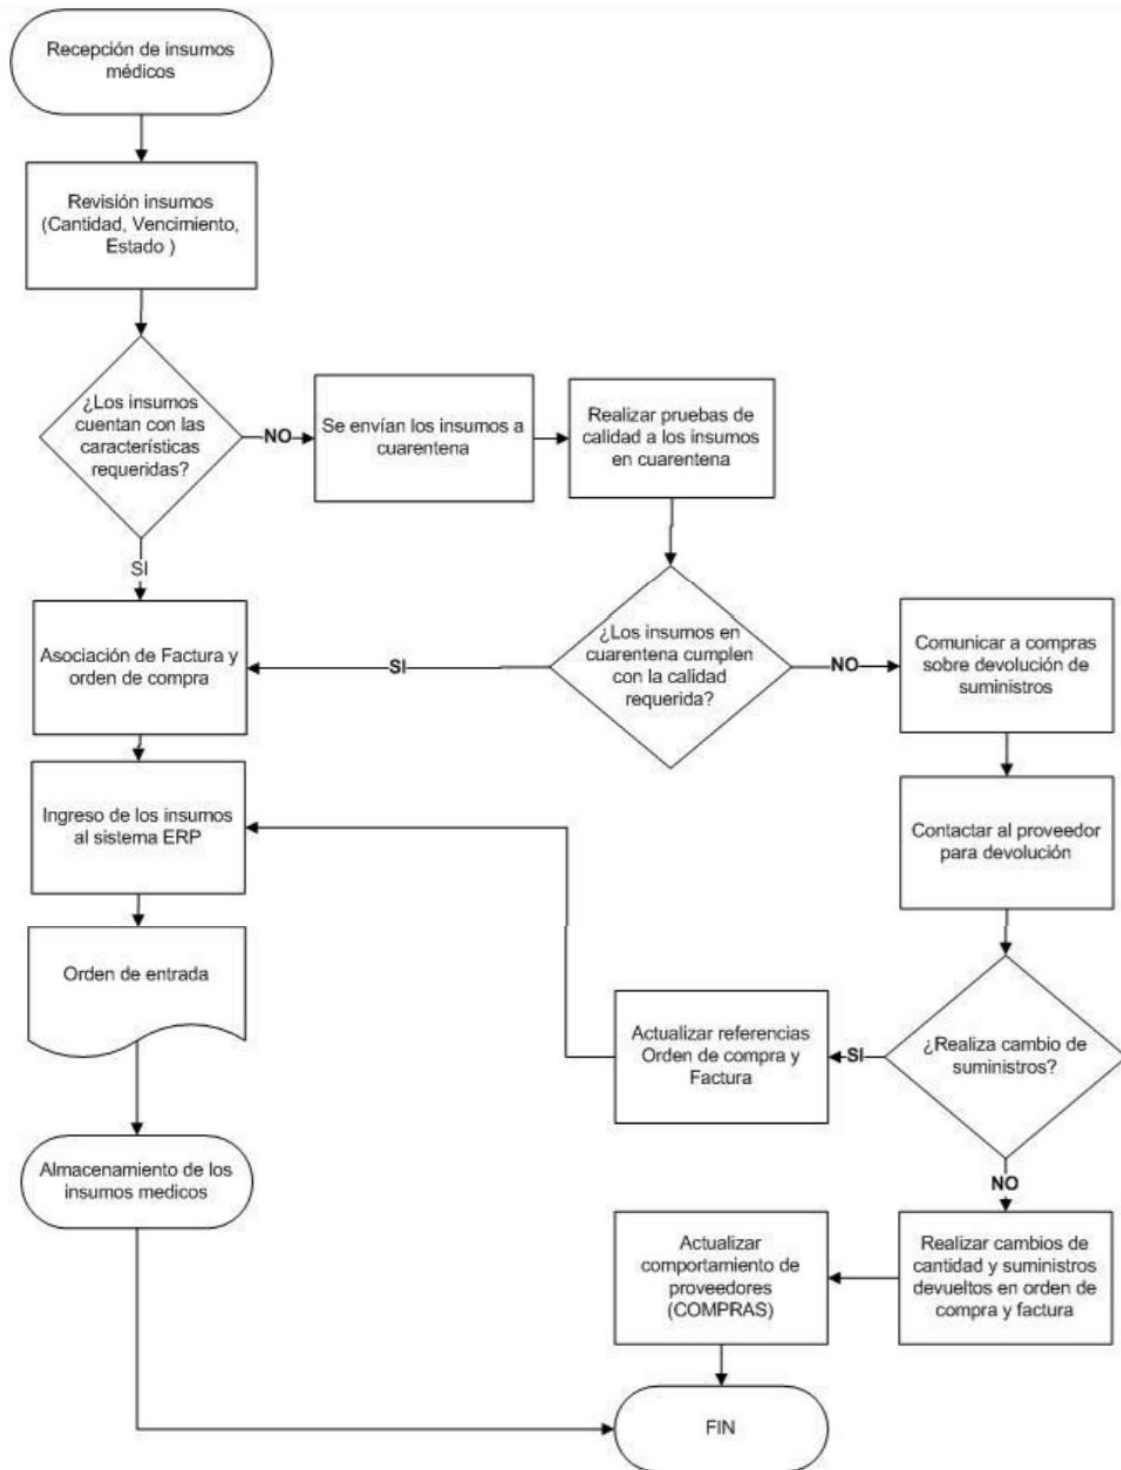 Recepción de insumos
médicos
Revisión insumos
(Cantidad, Vencimiento,
Estado )
¿Los insumos
cuentan con las
características
requeridas?
NO
Se envían los insumos a
cuarentena
Realizar pruebas de
calidad a los insumos
en cuarentena
SI
Asociación de Factura y
orden de compra
SI
¿Los insumos en
cuarentena cumplen
con la calidad
requerida?
NO
Comunicar a compras
sobre devolución de
suministros
Ingreso de los insumos
al sistema ERP
Contactar al proveedor
para devolución
Orden de entrada
Actualizar referencias
Orden de compra y
Factura
SI
¿Realiza cambio de
suministros?
NO
Almacenamiento de los
insumos medicos
Actualizar
comportamiento de
proveedores
(COMPRAS)
Realizar cambios de
cantidad y suministros
devueltos en orden de
compra y factura
FIN